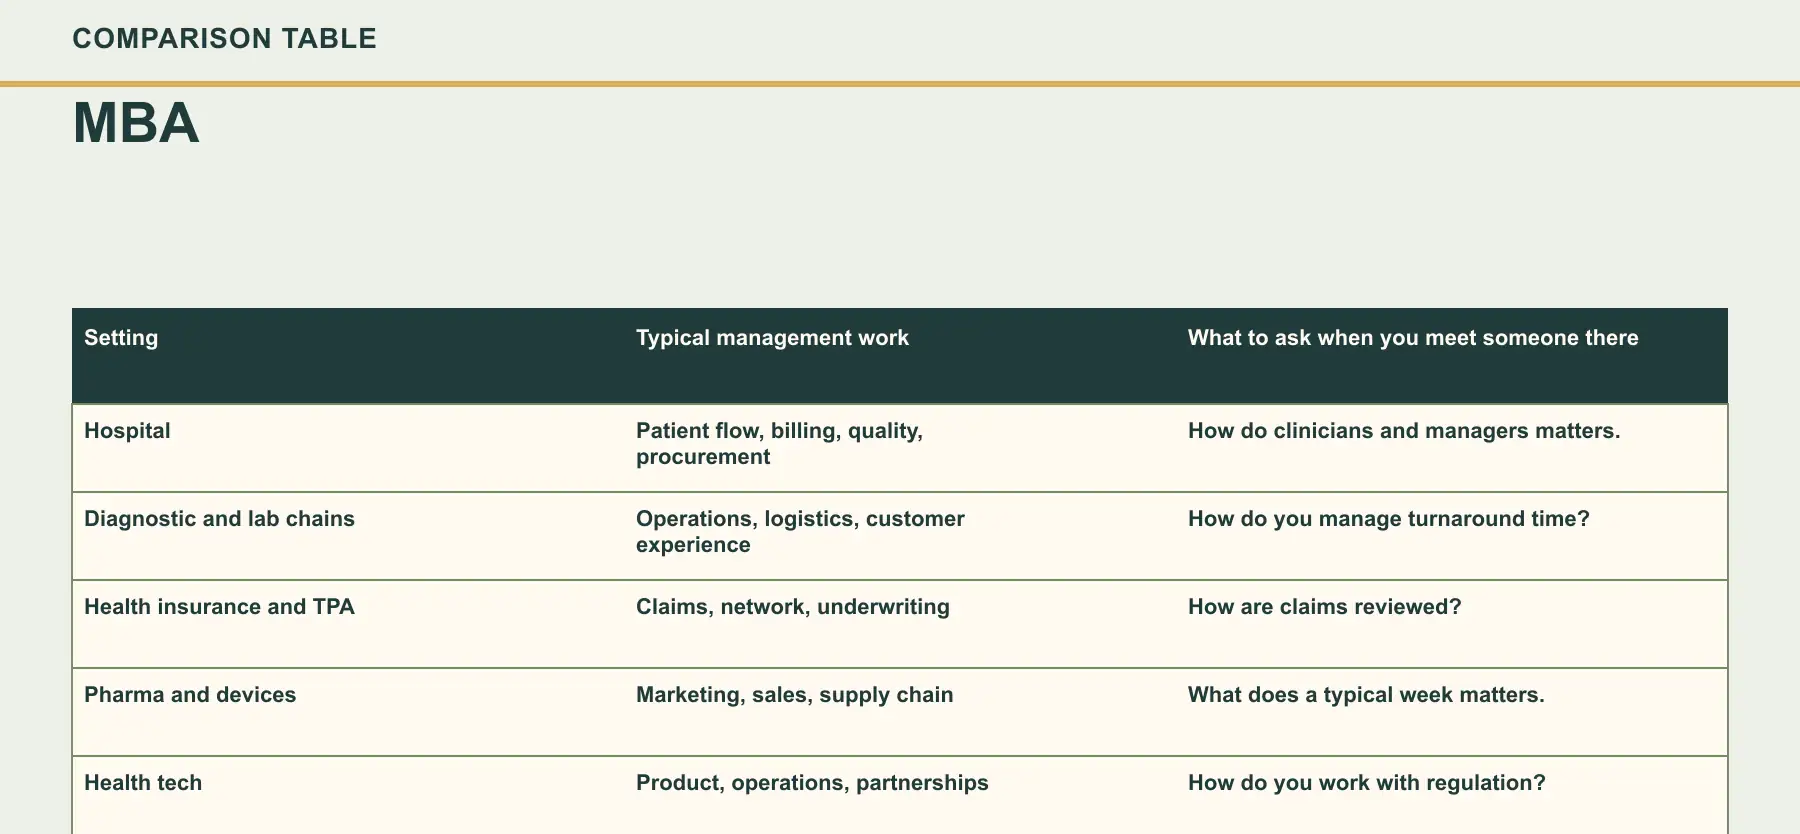 COMPARISON TABLE
MBA
Setting
Typical management work
What to ask when you meet someone there
Hospital
Patient flow, billing, quality,
procurement
How do clinicians and managers matters.
Diagnostic and lab chains
Operations, logistics, customer
experience
How do you manage turnaround time?
Health insurance and TPA
Claims, network, underwriting
How are claims reviewed?
Pharma and devices
Marketing, sales, supply chain
What does a typical week matters.
Health tech
Product, operations, partnerships
How do you work with regulation?